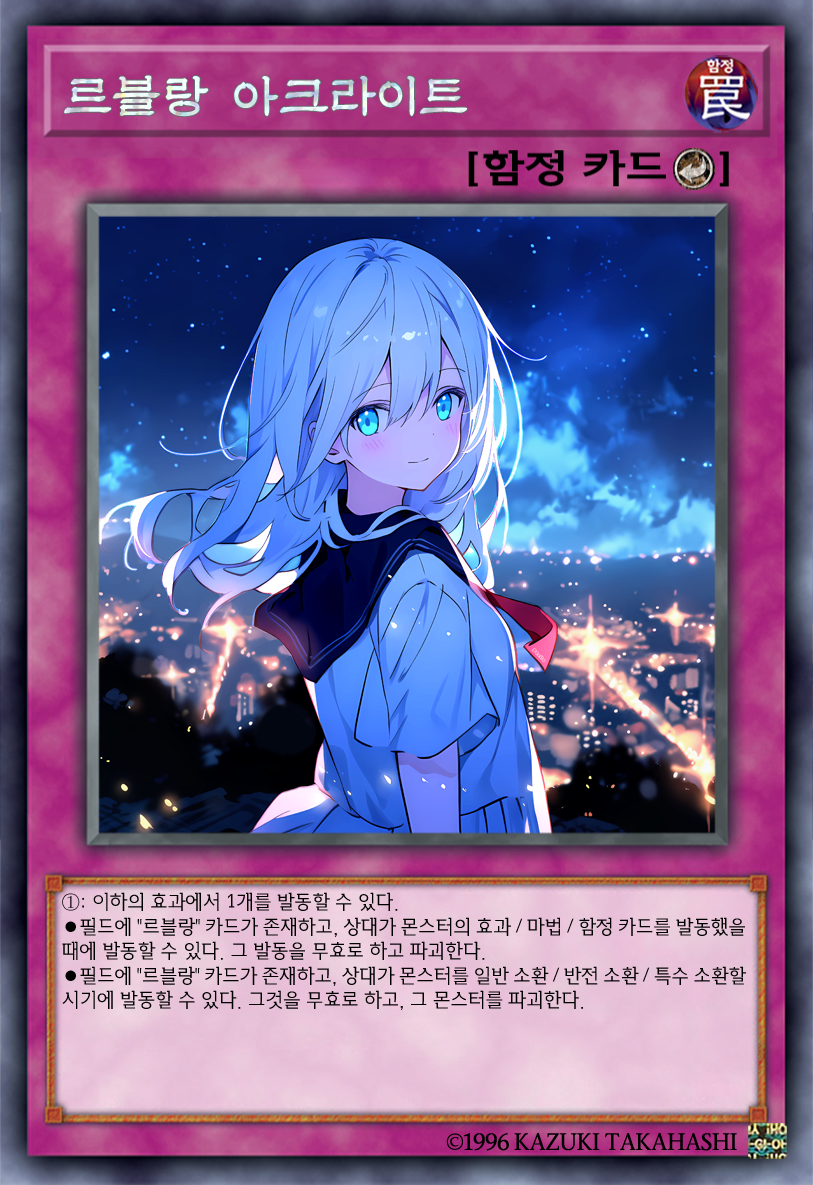 르블랑 아크라이트
함정
罠
[함정 카드]
①: 이하의 효과에서 1개를 발동할 수 있다.
●필드에 "르블랑" 카드가 존재하고, 상대가 몬스터의 효과 / 마법 / 함정 카드를 발동했을
때에 발동할 수 있다. 그 발동을 무효로 하고 파괴한다.
●필드에 "르블랑" 카드가 존재하고, 상대가 몬스터를 일반 소환 / 반전 소환 / 특수 소환할
시기에 발동할 수 있다. 그것을 무효로 하고, 그 몬스터를 파괴한다.
©1996 KAZUKI TAKAHASHI